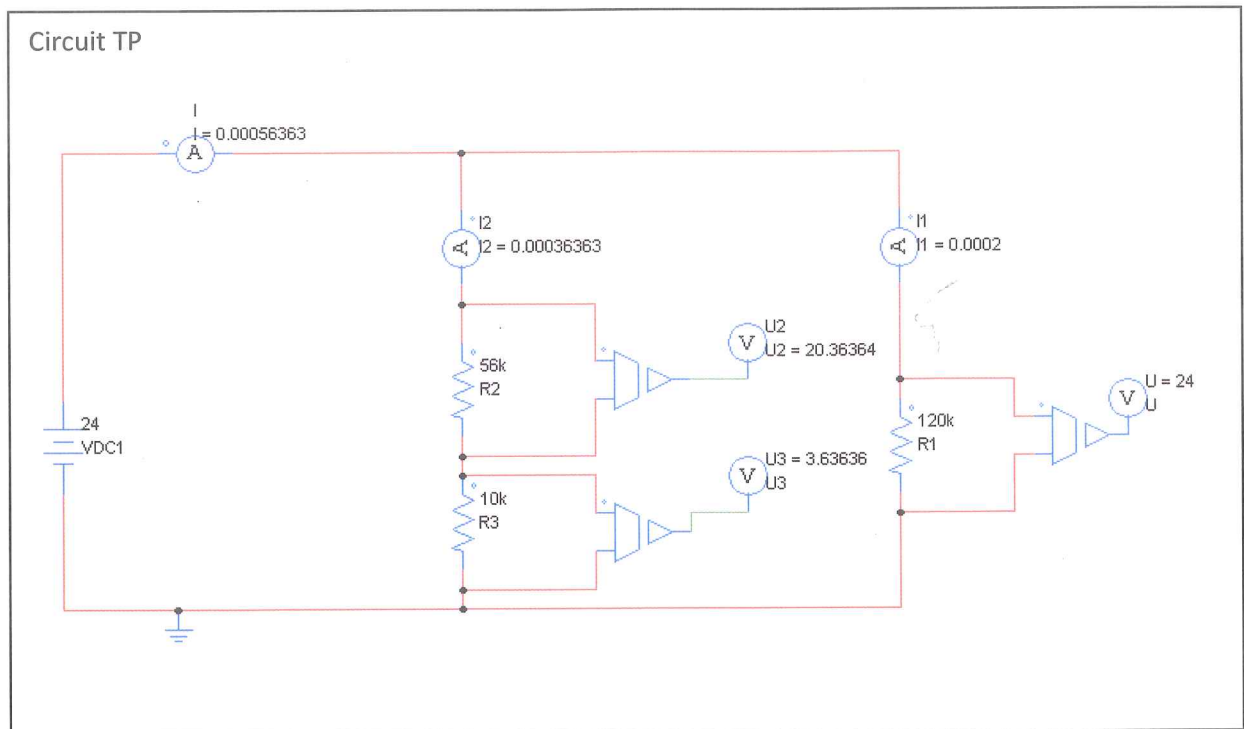 Circuit TP
I
I = 0.00056363
A
I2
A
I2 = 0.00036363
I1
A
I1 = 0.0002
56k
R2
V
U2
U2 = 20.36364
24
VDC1
10k
R3
U3 = 3.63636
V
U3
120k
R1
U = 24
V
U